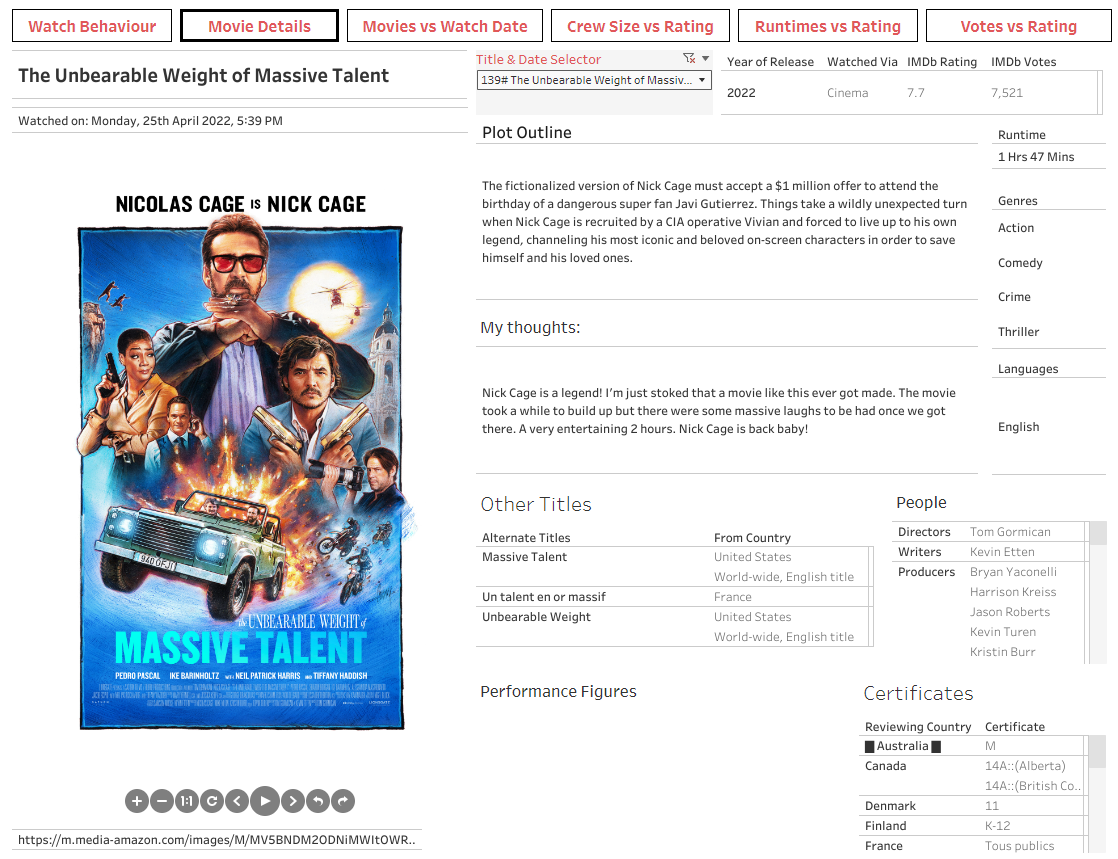 Watch Behaviour
Movie Details
Movies vs Watch Date
Crew Size vs Rating
Runtimes vs Rating
Votes vs Rating
The Unbearable Weight of Massive Talent
Watched on: Monday, 25th April 2022, 5:39 PM
NICOLAS CAGE IS NICK CAGE
the UNBEARABLE WEIGHT of
MASSIVE TALENT
PEDRO PASCAL IKE BARINHOLTZ WITH NEIL PATRICK HARRIS AND TIFFANY HADDISH
1:1
https://m.media-amazon.com/images/M/MV5BNDM2ODNiMWItOWR..
Title & Date Selector
139# The Unbearable Weight of Massiv...
Year of Release Watched Via IMDb Rating IMDb Votes
2022 Cinema 7.7 7,521
Plot Outline
The fictionalized version of Nick Cage must accept a $1 million offer to attend the
birthday of a dangerous super fan Javi Gutierrez. Things take a wildly unexpected turn
when Nick Cage is recruited by a CIA operative Vivian and forced to live up to his own
legend, channeling his most iconic and beloved on-screen characters in order to save
himself and his loved ones.
My thoughts:
Nick Cage is a legend! I'm just stoked that a movie like this ever got made. The movie
took a while to build up but there were some massive laughs to be had once we got
there. A very entertaining 2 hours. Nick Cage is back baby!
Runtime
1 Hrs 47 Mins
Genres
Action
Comedy
Crime
Thriller
Languages
English
Other Titles
Alternate Titles From Country
Massive Talent United States
World-wide, English title
Un talent en or massif France
Unbearable Weight United States
World-wide, English title
People
Directors Tom Gormican
Writers Kevin Etten
Producers Bryan Yaconelli
Harrison Kreiss
Jason Roberts
Kevin Turen
Kristin Burr
Performance Figures
Certificates
Reviewing Country Certificate
Australia M
Canada 14A::(Alberta)
14A::(British Co..
Denmark 11
Finland K-12
France Tous publics